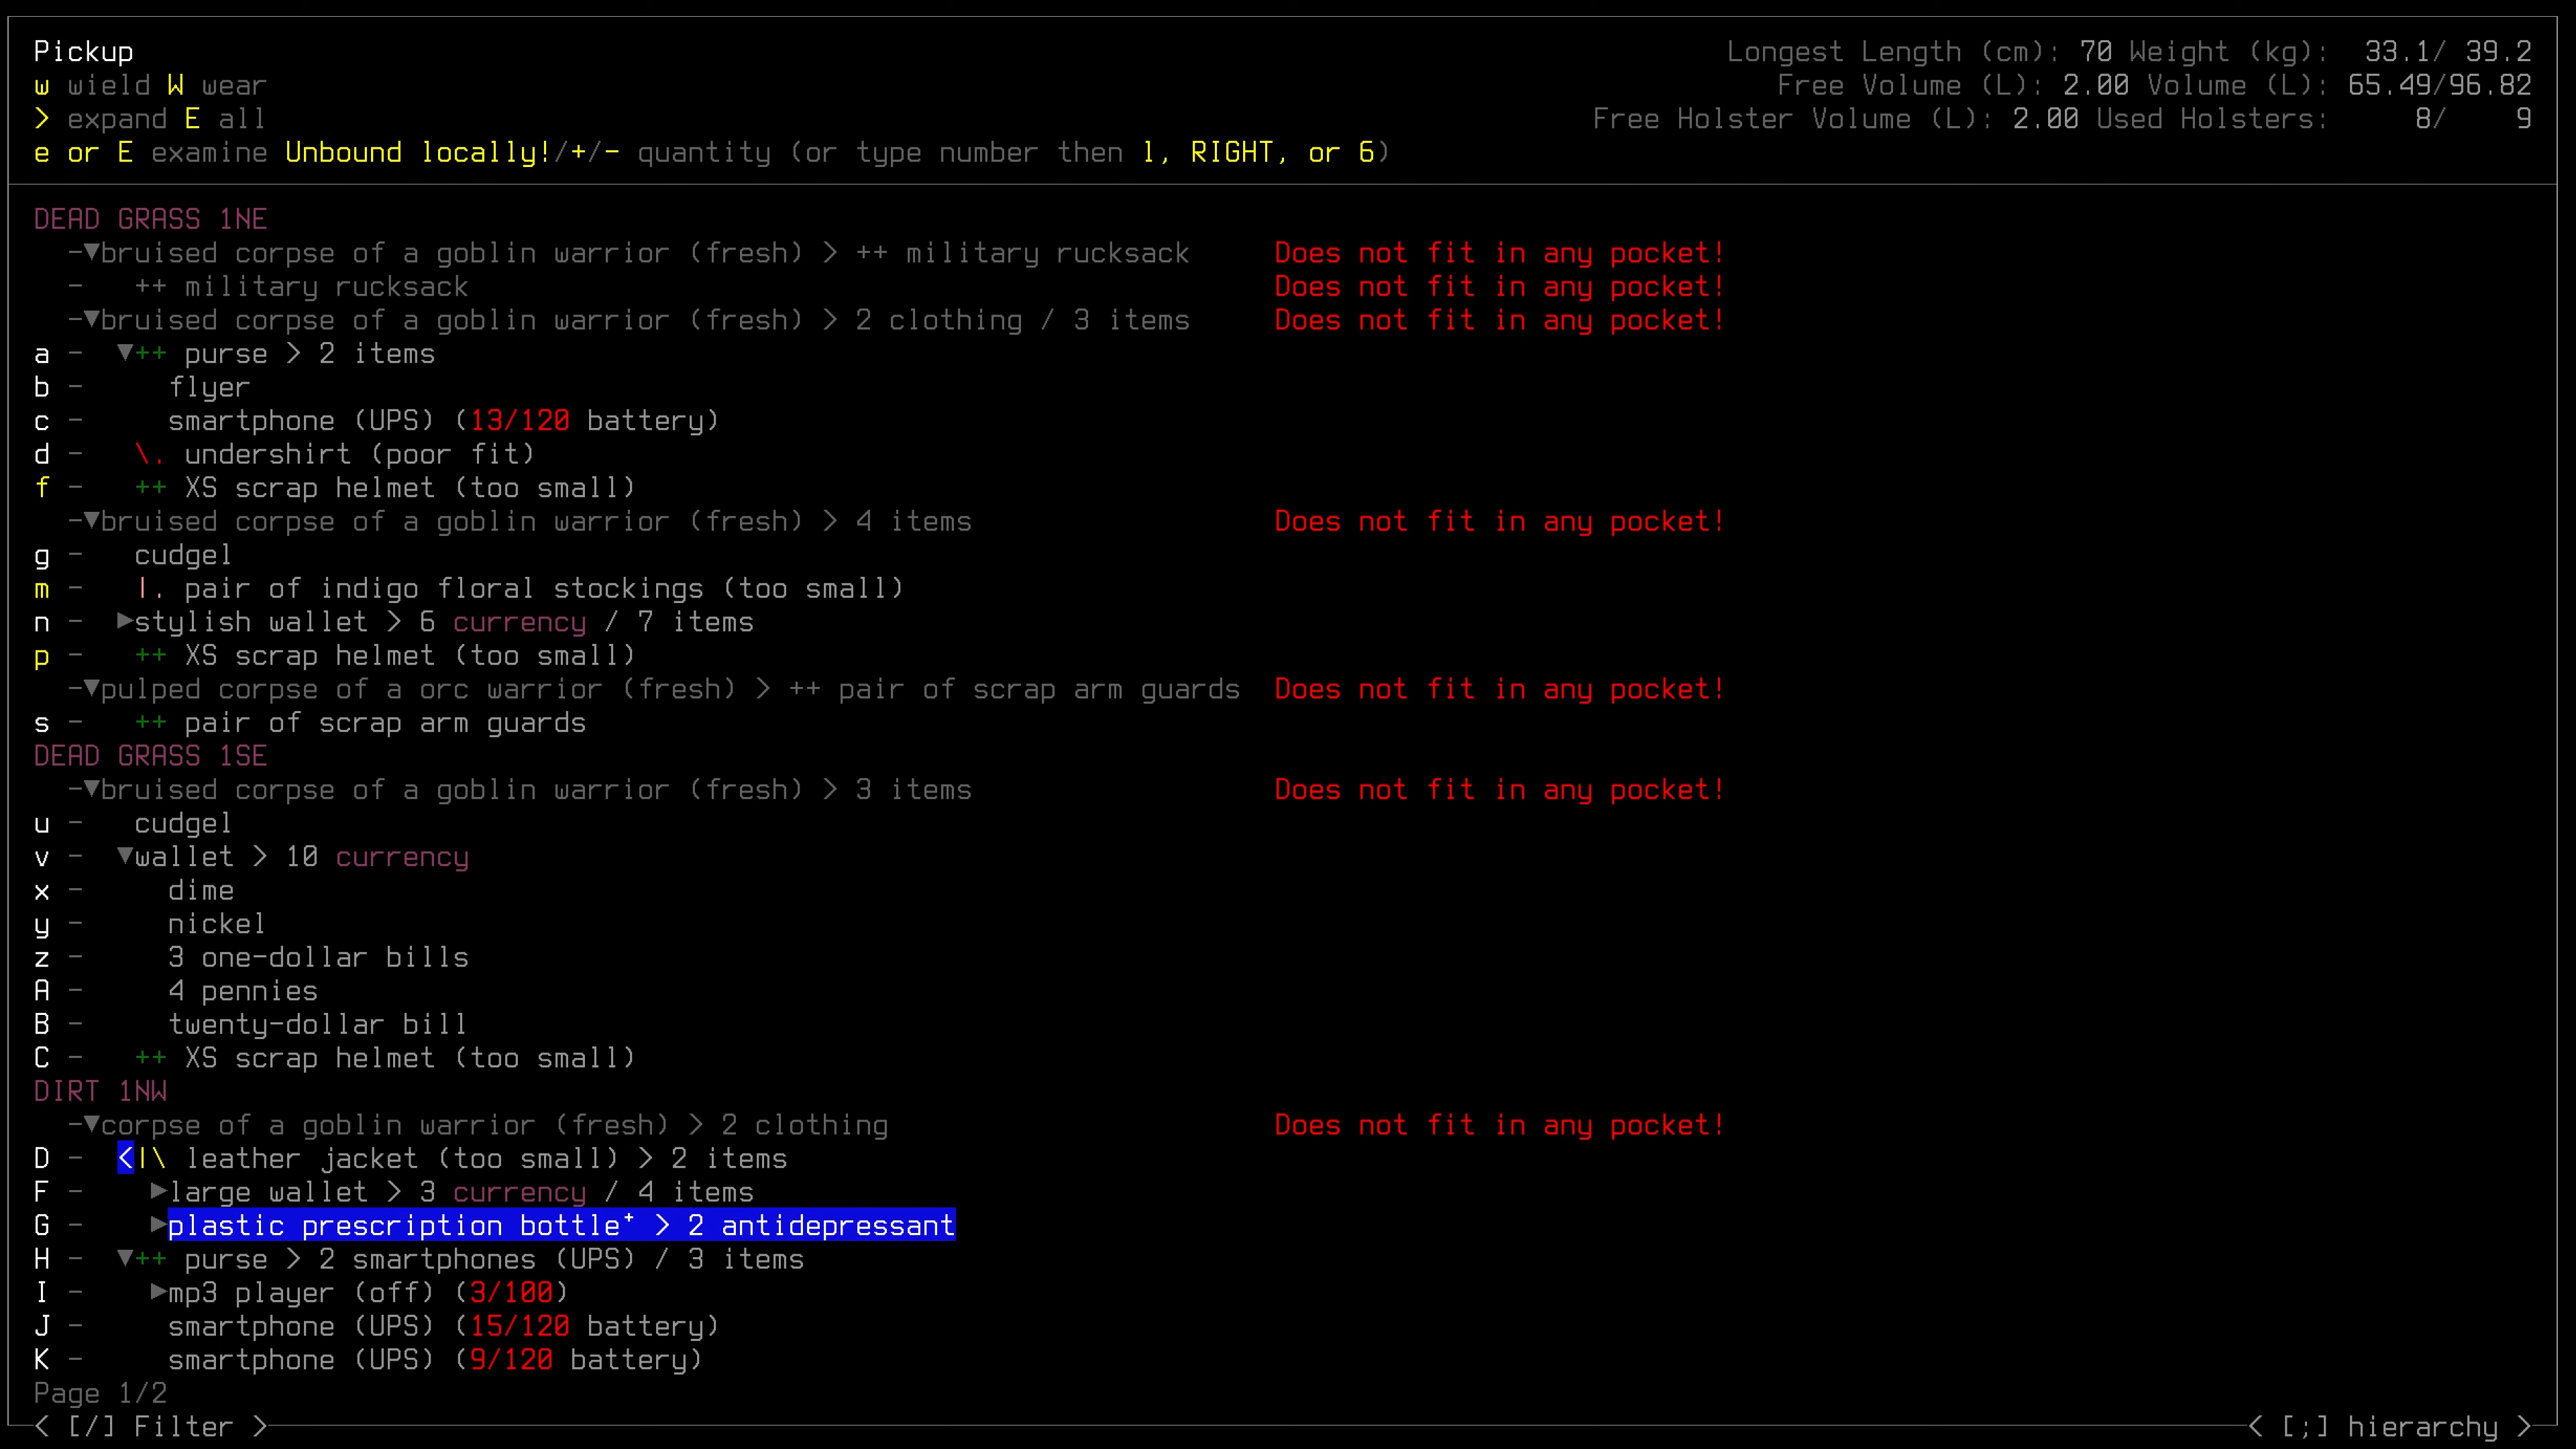 Pickup
Longest Length (cm): 70 Weight (kg): 33.1/ 39.2
w wield W wear
Free Volume (L): 2.00 Volume (L): 65.49/96.82
> expand E all
Free Holster Volume (L): 2.00 Used Holsters: 8/ 9
e or E examine Unbound locally!/+/- quantity (or type number then l, RIGHT, or 6)
DEAD GRASS 1NE
-▼bruised corpse of a goblin warrior (fresh) > ++ military rucksack Does not fit in any pocket!
- ++ military rucksack Does not fit in any pocket!
-▼bruised corpse of a goblin warrior (fresh) > 2 clothing / 3 items Does not fit in any pocket!
a - ▼++ purse > 2 items
b - flyer
c - smartphone (UPS) (13/120 battery)
d - \. undershirt (poor fit)
f - ++ XS scrap helmet (too small)
-▼bruised corpse of a goblin warrior (fresh) > 4 items Does not fit in any pocket!
g - cudgel
m - |. pair of indigo floral stockings (too small)
n - ▶stylish wallet > 6 currency / 7 items
p - ++ XS scrap helmet (too small)
-▼pulped corpse of a orc warrior (fresh) > ++ pair of scrap arm guards Does not fit in any pocket!
s - ++ pair of scrap arm guards
DEAD GRASS 1SE
-▼bruised corpse of a goblin warrior (fresh) > 3 items Does not fit in any pocket!
u - cudgel
v - ▼wallet > 10 currency
x - dime
y - nickel
z - 3 one-dollar bills
A - 4 pennies
B - twenty-dollar bill
C - ++ XS scrap helmet (too small)
DIRT 1NW
-▼corpse of a goblin warrior (fresh) > 2 clothing Does not fit in any pocket!
D - <|\ leather jacket (too small) > 2 items
F - ▶large wallet > 3 currency / 4 items
G - ▶plastic prescription bottle⁺ > 2 antidepressant
H - ▼++ purse > 2 smartphones (UPS) / 3 items
I - ▶mp3 player (off) (3/100)
J - smartphone (UPS) (15/120 battery)
K - smartphone (UPS) (9/120 battery)
Page 1/2
< [/] Filter >
< [;] hierarchy >